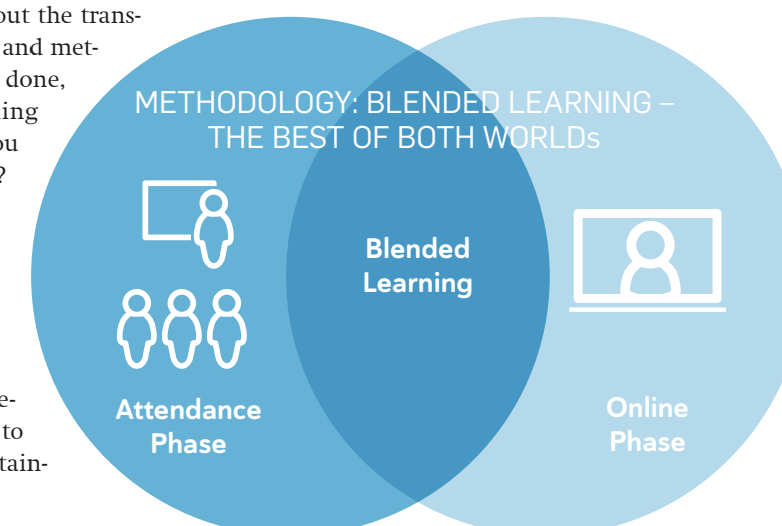 out the trans-
and met-
done,
ning
ou
?
e-
to
tain-
METHODOLOGY: BLENDED LEARNING –
THE BEST OF BOTH WORLDs
Blended
Learning
Attendance
Phase
Online
Phase